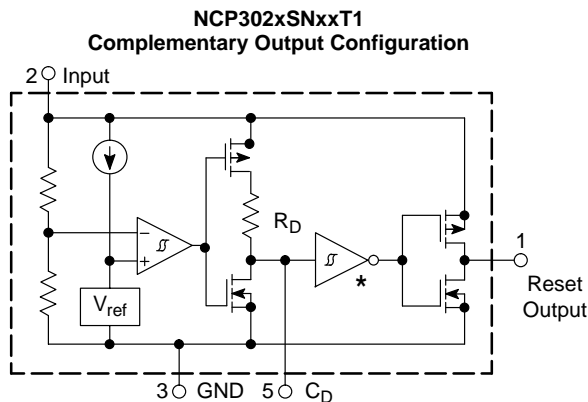 NCP302xSNxxT1
Complementary Output Configuration
2 Input
R_D
*
1
Reset
Output
−
+
V_ref
3 GND
5 C_D